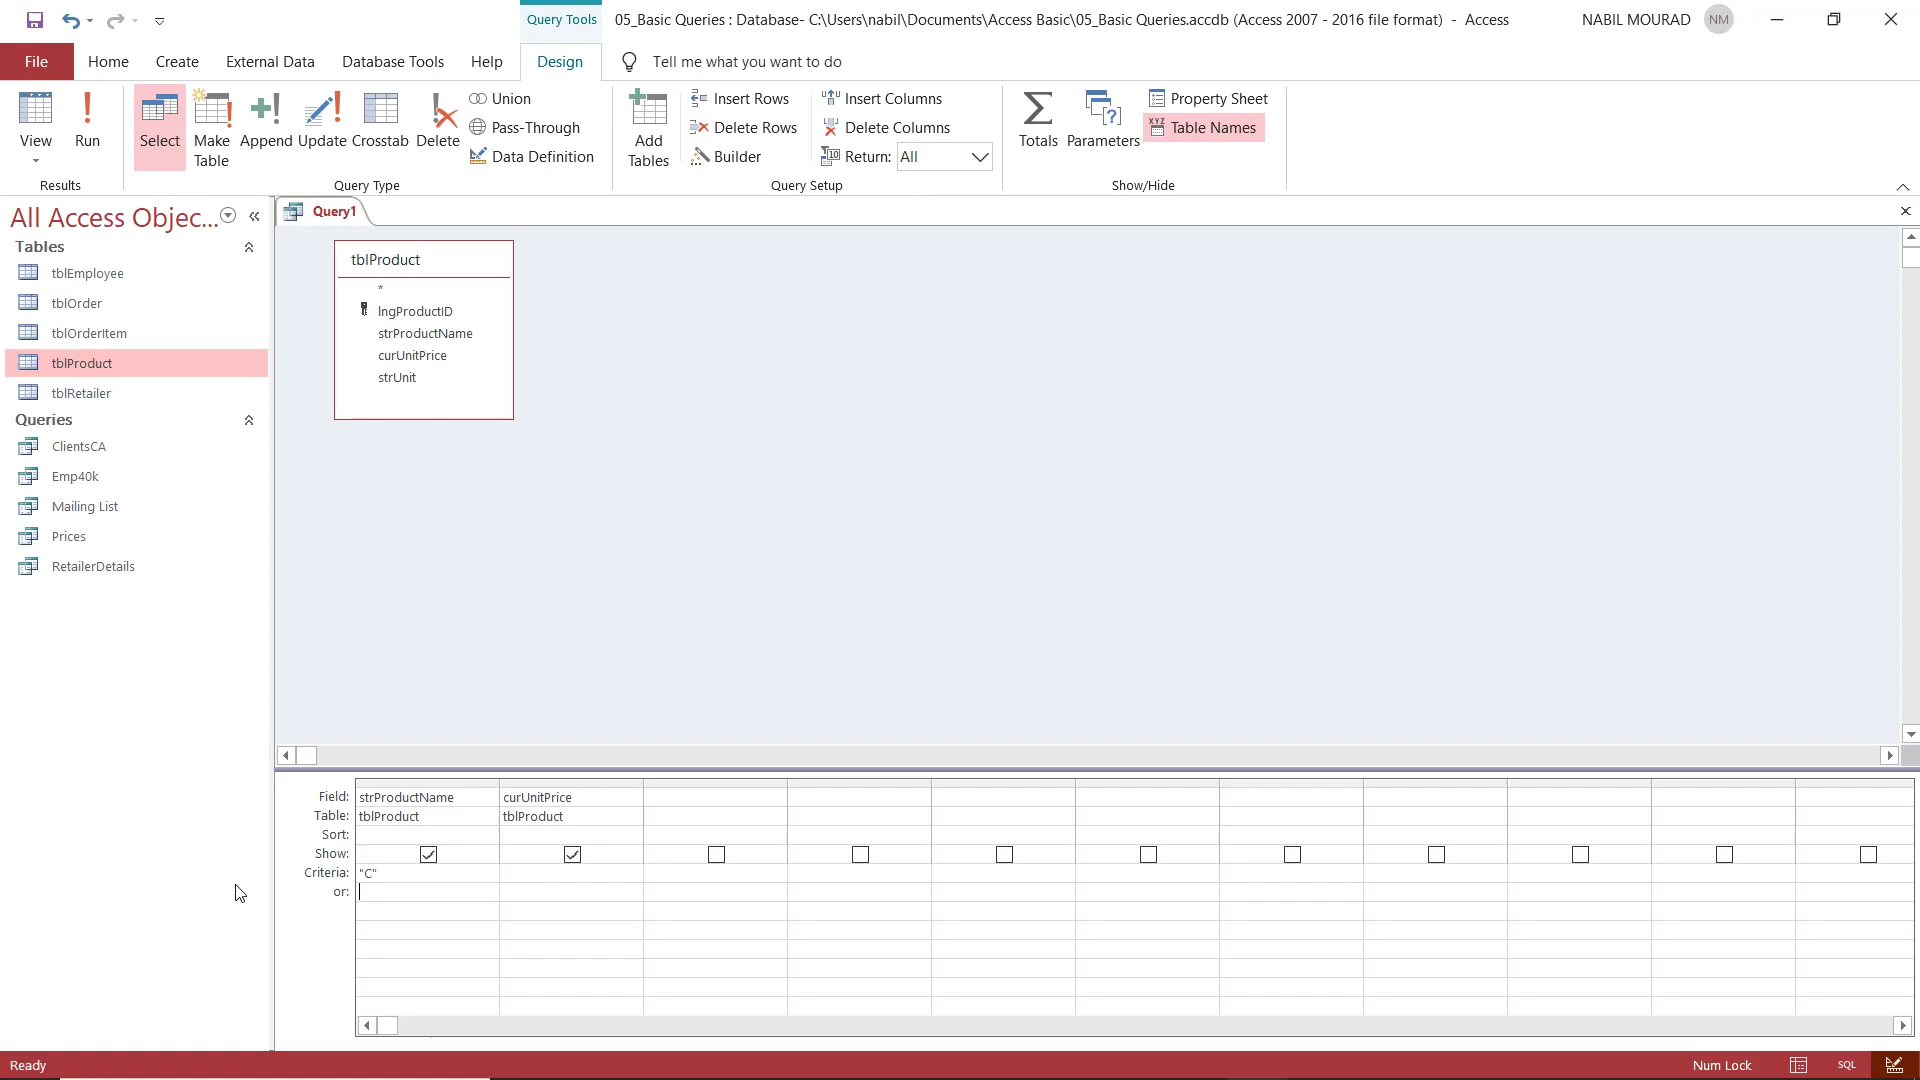 Query Tools
05_Basic Queries : Database- C:\Users\nabil\Documents\Access Basic\05_Basic Queries.accdb (Access 2007 - 2016 file format)  -  Access
NABIL MOURAD
NM
File
Home
Create
External Data
Database Tools
Help
Design
Tell me what you want to do
View
Run
Select
Make
Table
Append
Update
Crosstab
Delete
Union
Pass-Through
Data Definition
Add
Tables
Insert Rows
Delete Rows
Builder
Insert Columns
Delete Columns
Return: All
Totals
Parameters
Property Sheet
Table Names
Results
Query Type
Query Setup
Show/Hide
All Access Objec...
Tables
tblEmployee
tblOrder
tblOrderItem
tblProduct
tblRetailer
Queries
ClientsCA
Emp40k
Mailing List
Prices
RetailerDetails
Query1
tblProduct
*
lngProductID
strProductName
curUnitPrice
strUnit
Field: strProductName curUnitPrice
Table: tblProduct tblProduct
Sort:
Show:
Criteria: "C"
or:
Ready
Num Lock
SQL